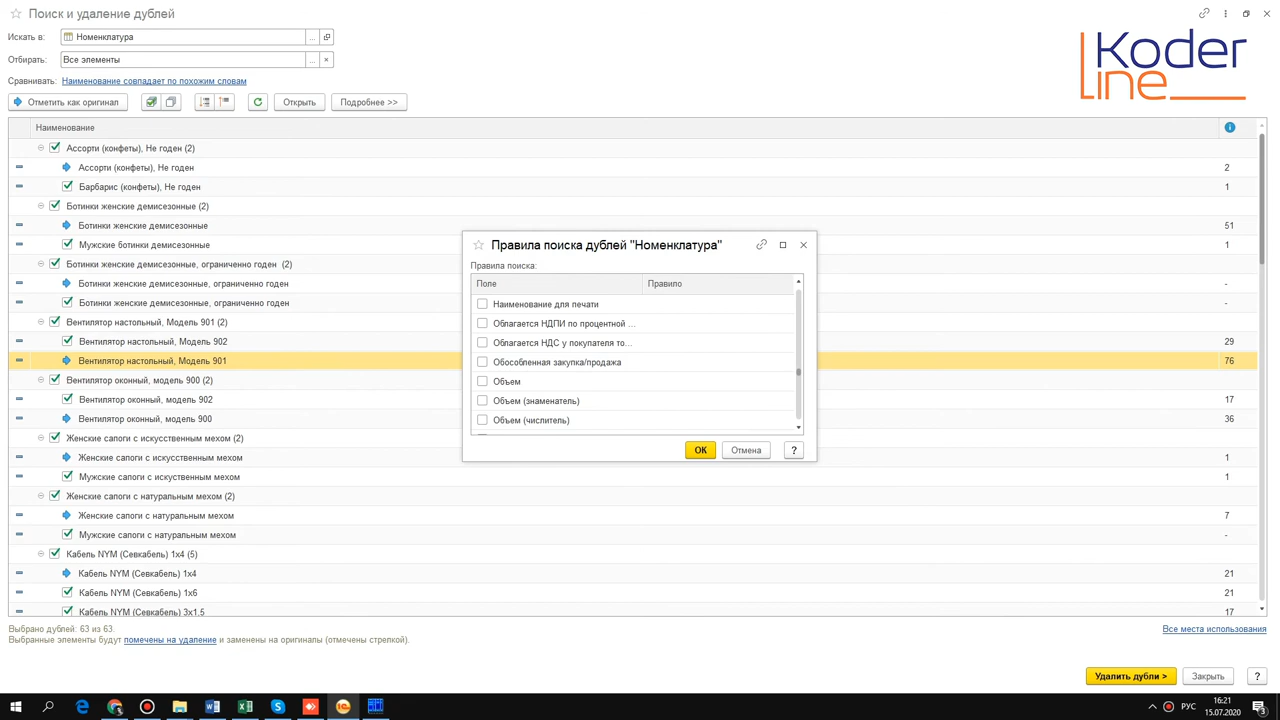 Поиск и удаление дублей
Искать в: Номенклатура ...
Отбирать: Все элементы ... ×
Сравнивать: Наименование совпадает по похожим словам
Koder
line
Отметить как оригинал Открыть Подробнее >>
Наименование
Ассорти (конфеты), Не годен (2)
Ассорти (конфеты), Не годен 2
Барбарис (конфеты), Не годен 1
Ботинки женские демисезонные (2)
Ботинки женские демисезонные 51
Мужские ботинки демисезонные 1
Ботинки женские демисезонные, ограниченно годен (2)
Ботинки женские демисезонные, ограниченно годен -
Ботинки женские демисезонные, ограниченно годен -
Вентилятор настольный, Модель 901 (2)
Вентилятор настольный, Модель 902 29
Вентилятор настольный, Модель 901 76
Вентилятор оконный, модель 900 (2)
Вентилятор оконный, модель 902 17
Вентилятор оконный, модель 900 36
Женские сапоги с искусственным мехом (2)
Женские сапоги с искусственным мехом 1
Мужские сапоги с искуственным мехом 1
Женские сапоги с натуральным мехом (2)
Женские сапоги с натуральным мехом 7
Мужские сапоги с натуральным мехом -
Кабель NYM (Севкабель) 1x4 (5)
Кабель NYM (Севкабель) 1x4 21
Кабель NYM (Севкабель) 1x6 21
Кабель NYM (Севкабель) 3x1,5 17
Правила поиска дублей "Номенклатура"
Правила поиска:
Поле Правило
Наименование для печати
Облагается НДПИ по процентной ...
Облагается НДС у покупателя то...
Обособленная закупка/продажа
Объем
Объем (знаменатель)
Объем (числитель)
ОК Отмена ?
Выбрано дублей: 63 из 63.
Все места использования
Выбранные элементы будут помечены на удаление и заменены на оригиналы (отмечены стрелкой).
Удалить дубли > Закрыть ?
РУС 16:21
15.07.2020 3